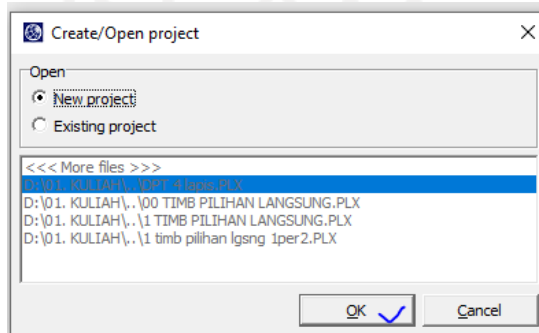 Create/Open project
Open
New project
Existing project
<<< More files >>>
D:\01. KULIAH\..\DPT 4 lapis.PLX
D:\01. KULIAH\..\00 TIMB PILIHAN LANGSUNG.PLX
D:\01. KULIAH\..\1 TIMB PILIHAN LANGSUNG.PLX
D:\01. KULIAH\..\1 timb pilihan lgsng 1per2.PLX
OK Cancel